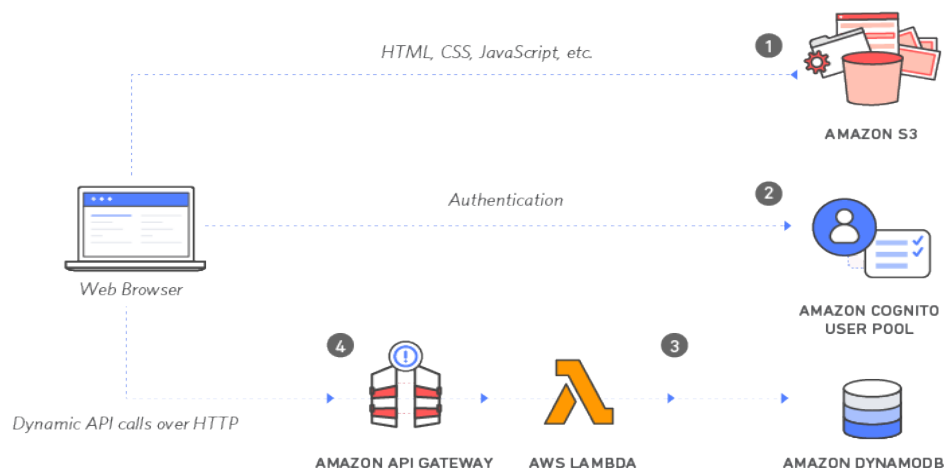 HTML, CSS, JavaScript, etc.
1
AMAZON S3
Authentication
2
Web Browser
AMAZON COGNITO
USER POOL
4
3
Dynamic API calls over HTTP
AMAZON API GATEWAY
AWS LAMBDA
AMAZON DYNAMODB